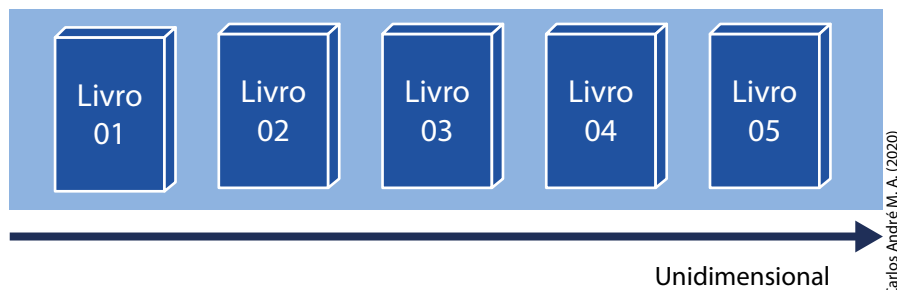 Livro
01
Livro
02
Livro
03
Livro
04
Livro
05
Unidimensional
Carlos André M. A. (2020)